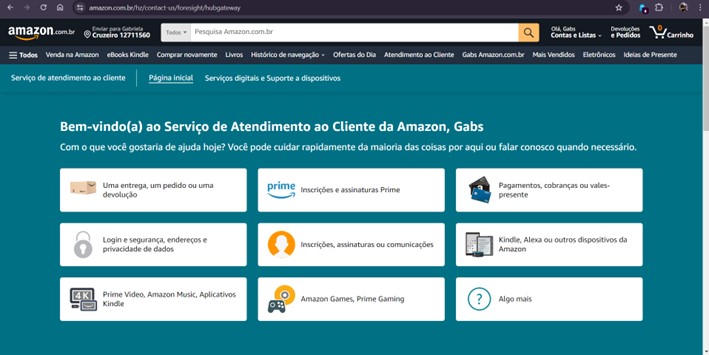 amazon.com.br/hz/contact-us/foresight/hubgateway
amazon.com.br
Enviar para Gabriela
Cruzeiro 12711560
Todos
Pesquisa Amazon.com.br
Olá, Gabs
Contas e Listas
Devoluções
e Pedidos
0
Carrinho
Todos Venda na Amazon eBooks Kindle Comprar novamente Livros Histórico de navegação Ofertas do Dia Atendimento ao Cliente Gabs Amazon.com.br Mais Vendidos Eletrônicos Ideias de Presente
Serviço de atendimento ao cliente Página inicial Serviços digitais e Suporte a dispositivos
Bem-vindo(a) ao Serviço de Atendimento ao Cliente da Amazon, Gabs
Com o que você gostaria de ajuda hoje? Você pode cuidar rapidamente da maioria das coisas por aqui ou falar conosco quando necessário.
Uma entrega, um pedido ou uma
devolução
prime
Inscrições e assinaturas Prime
Pagamentos, cobranças ou vales-
presente
Login e segurança, endereços e
privacidade de dados
Inscrições, assinaturas ou comunicações
Kindle, Alexa ou outros dispositivos da
Amazon
4K
Prime Video, Amazon Music, Aplicativos
Kindle
Amazon Games, Prime Gaming
?
Algo mais